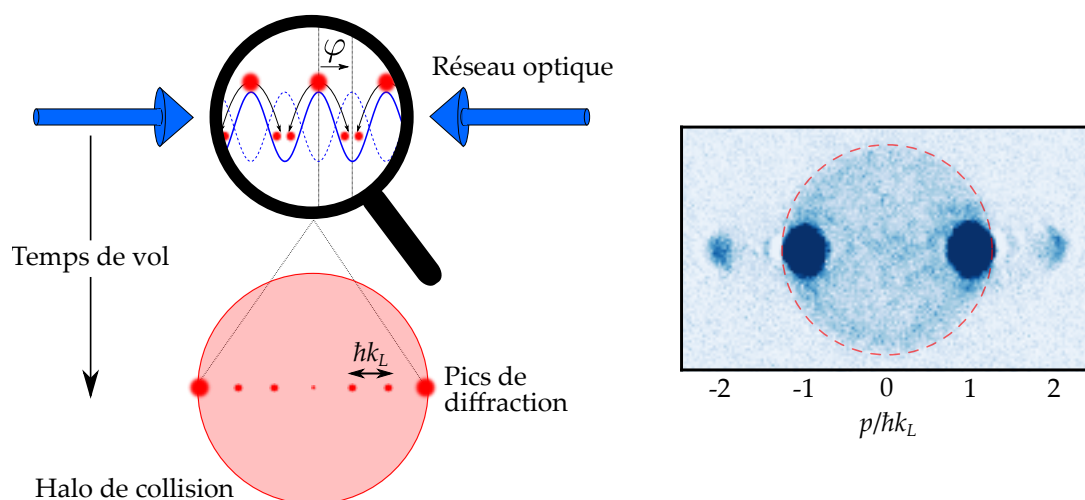 φ
Réseau optique
Temps de vol
ħk_L
Pics de
diffraction
Halo de collision
-2 -1 0 1 2
p/ħk_L